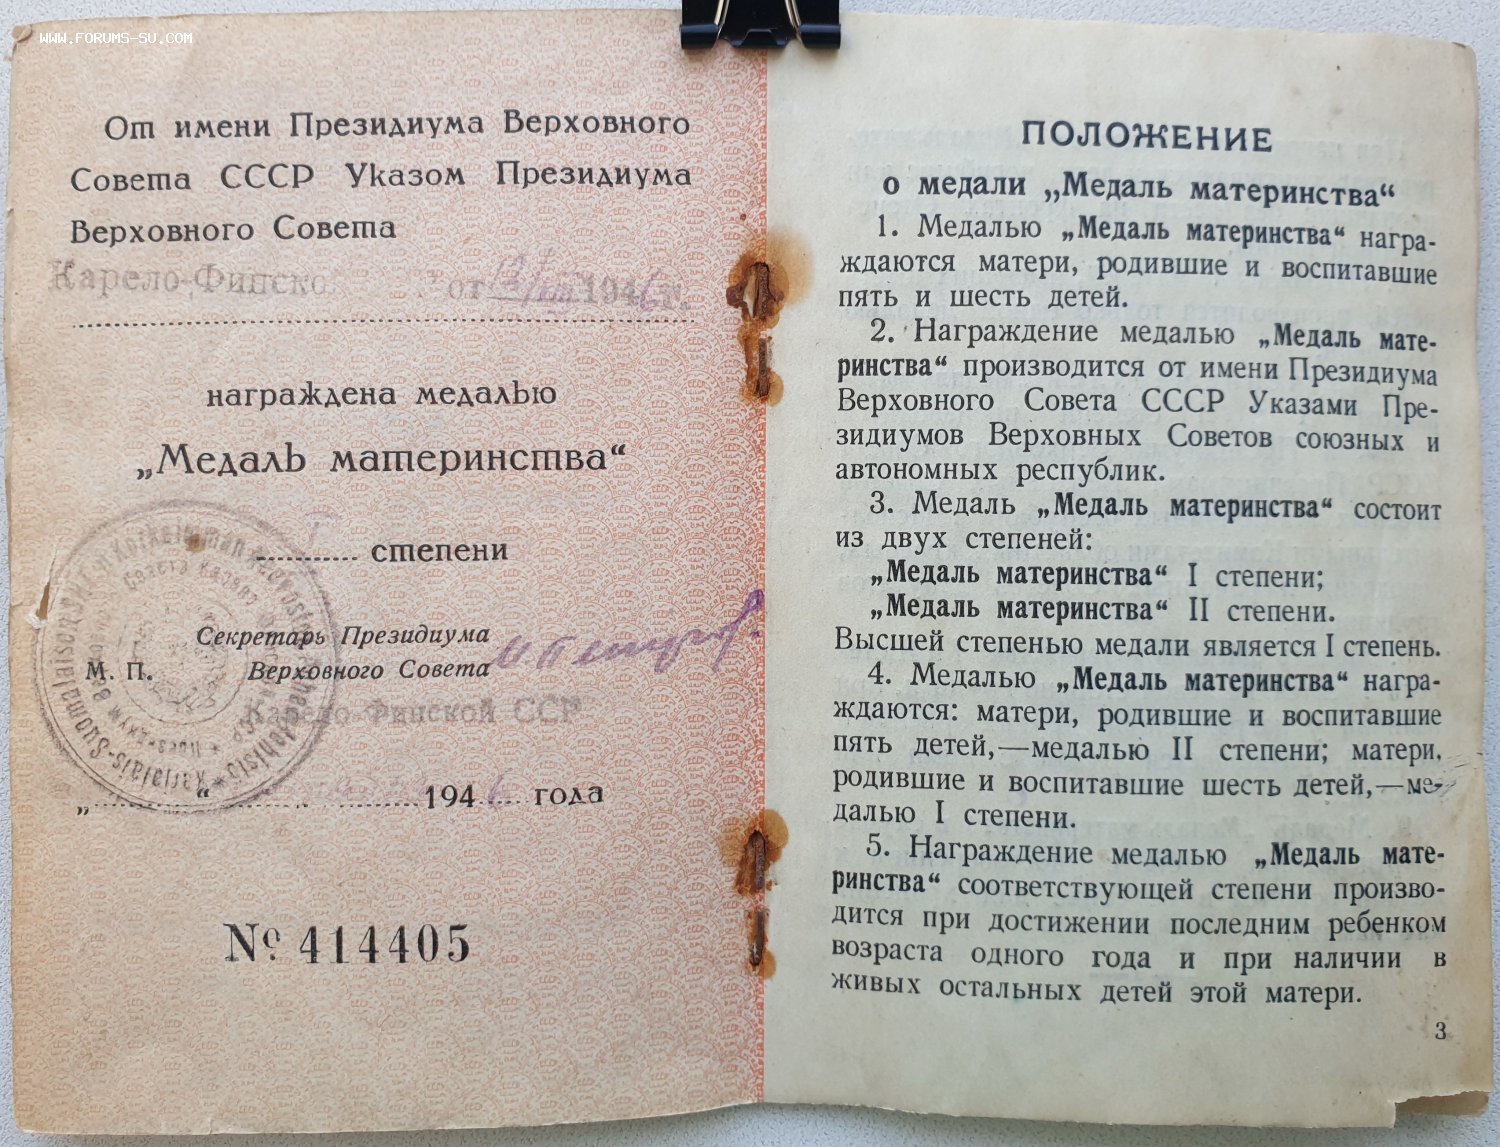 WWW.FORUMS-SU.COM
От имени Президиума Верховного
Совета СССР Указом Президиума
Верховного Совета
Карело-Финско от 1946 г.
награждена медалью
„Медаль материнства“
степени
Секретарь Президиума
М. П. Верховного Совета
Карело-Финской ССР
„ “ 1946 года
№ 414405
ПОЛОЖЕНИЕ
о медали „Медаль материнства“
1. Медалью „Медаль материнства“ награ-
ждаются матери, родившие и воспитавшие
пять и шесть детей.
2. Награждение медалью „Медаль мате-
ринства“ производится от имени Президиума
Верховного Совета СССР Указами Пре-
зидиумов Верховных Советов союзных и
автономных республик.
3. Медаль „Медаль материнства“ состоит
из двух степеней:
„Медаль материнства“ I степени;
„Медаль материнства“ II степени.
Высшей степенью медали является I степень.
4. Медалью „Медаль материнства“ награ-
ждаются: матери, родившие и воспитавшие
пять детей,—медалью II степени; матери,
родившие и воспитавшие шесть детей,—ме-
далью I степени.
5. Награждение медалью „Медаль мате-
ринства“ соответствующей степени произво-
дится при достижении последним ребенком
возраста одного года и при наличии в
живых остальных детей этой матери.
3